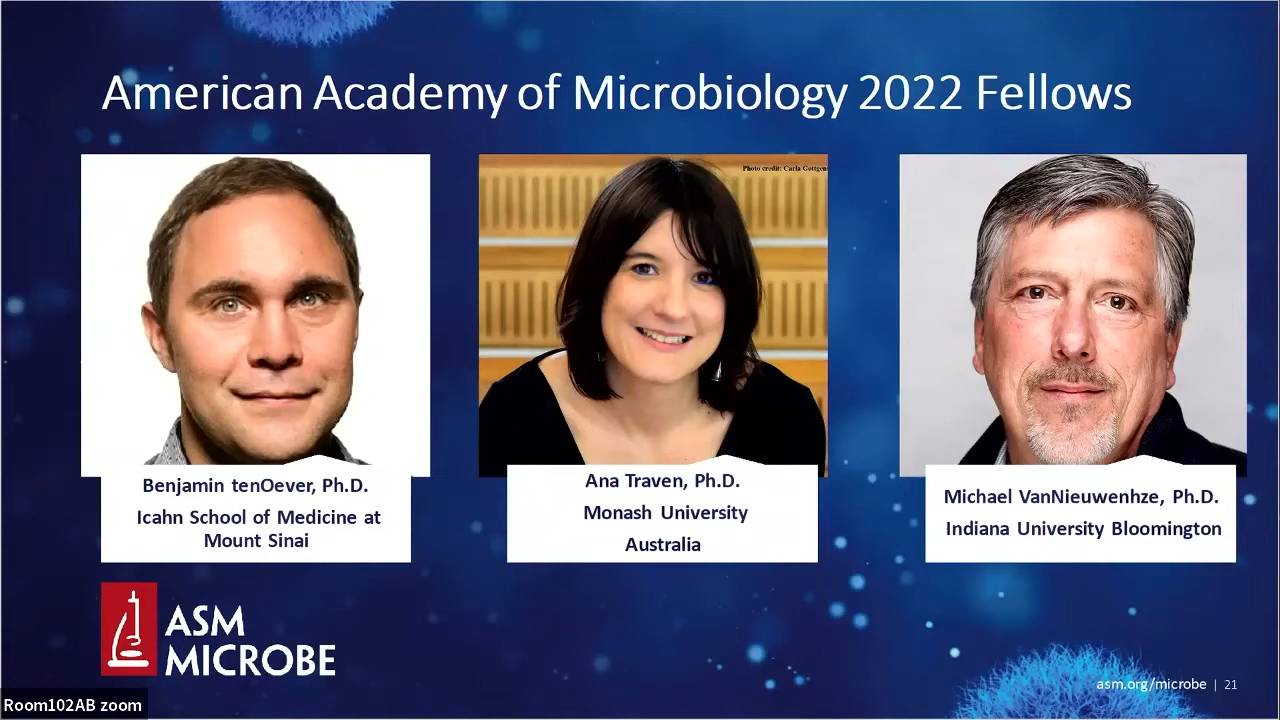 American Academy of Microbiology 2022 Fellows
Photo credit: Carla Gottgens
Benjamin tenOever, Ph.D.
Icahn School of Medicine at
Mount Sinai
Ana Traven, Ph.D.
Monash University
Australia
Michael VanNieuwenhze, Ph.D.
Indiana University Bloomington
ASM
MICROBE
asm.org/microbe | 21
Room102AB zoom